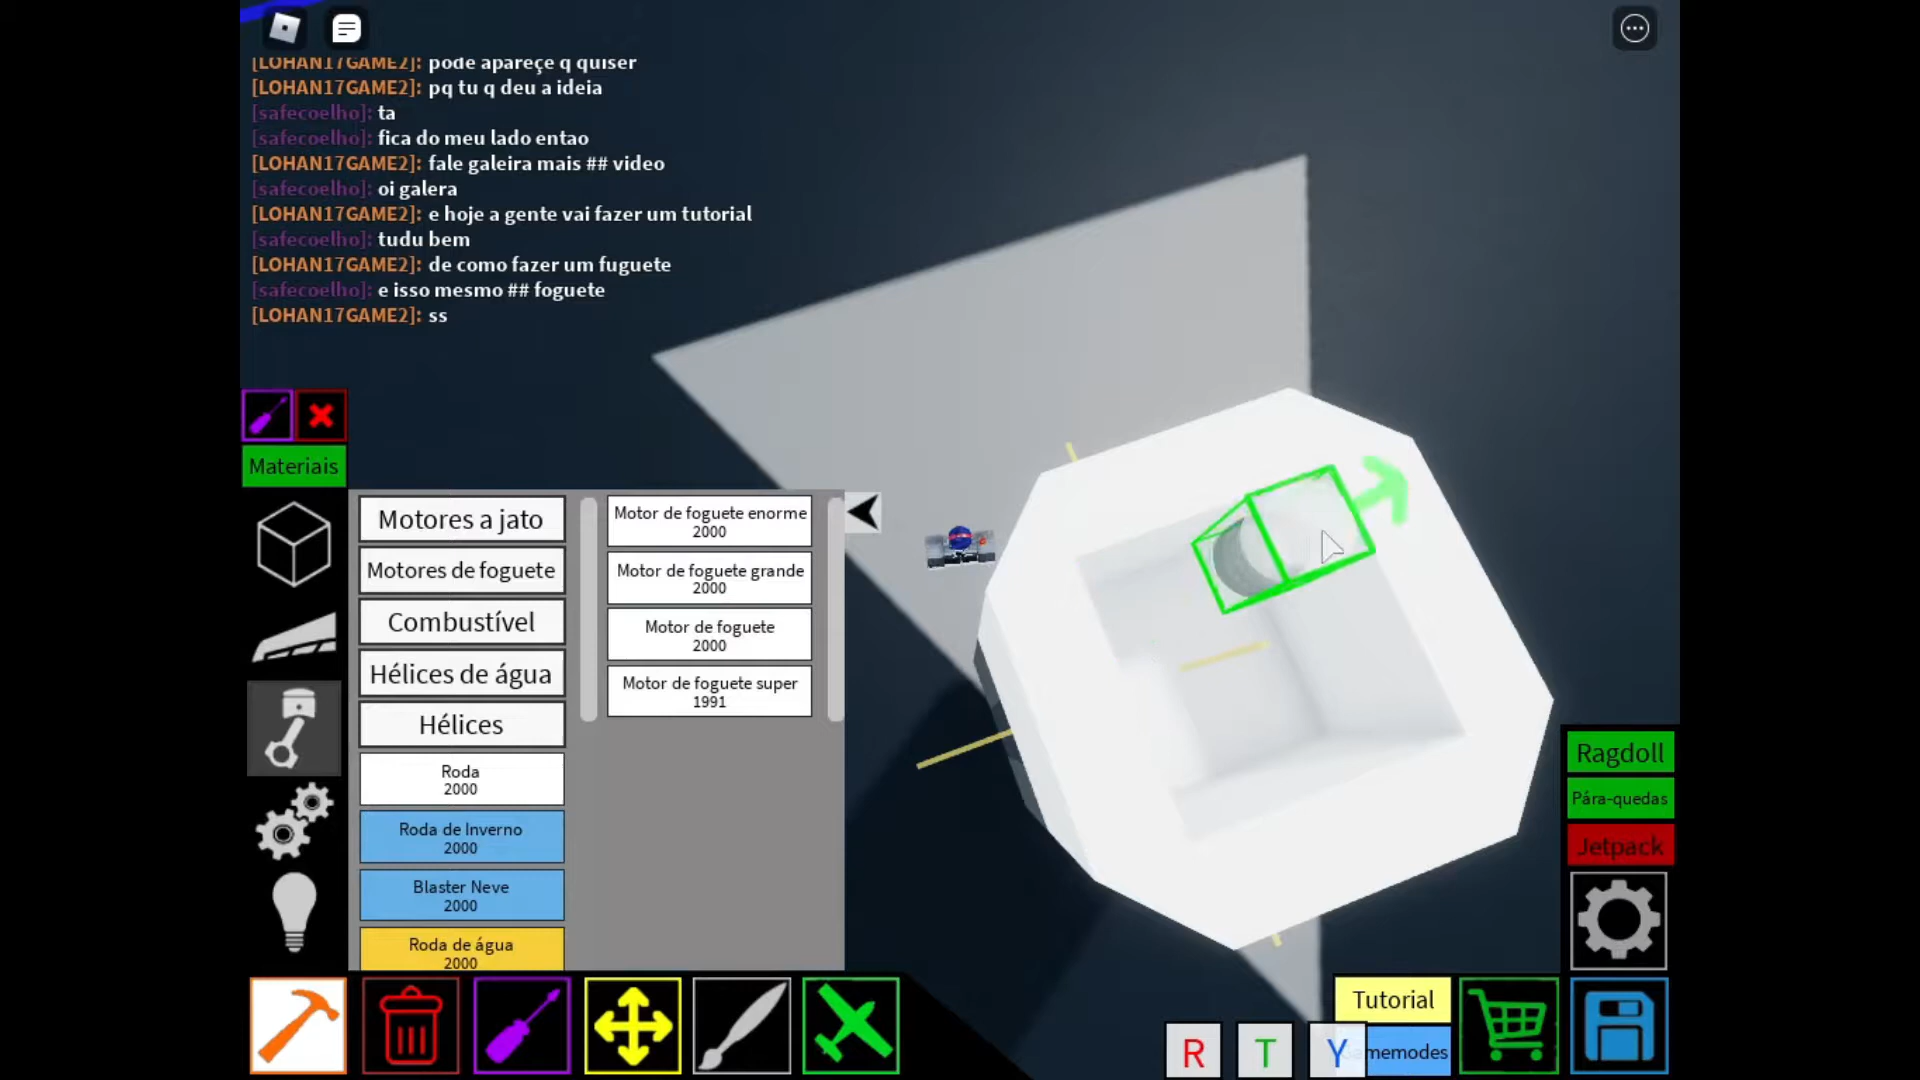 [LOHAN17GAME2]: pode apareçe q quiser
[LOHAN17GAME2]: pq tu q deu a ideia
[safecoelho]: ta
[safecoelho]: fica do meu lado entao
[LOHAN17GAME2]: fale galeira mais ## video
[safecoelho]: oi galera
[LOHAN17GAME2]: e hoje a gente vai fazer um tutorial
[safecoelho]: tudu bem
[LOHAN17GAME2]: de como fazer um fuguete
[safecoelho]: e isso mesmo ## foguete
[LOHAN17GAME2]: ss
Materiais
Motores a jato
Motores de foguete
Combustível
Hélices de água
Hélices
Roda
2000
Roda de Inverno
2000
Blaster Neve
2000
Roda de água
2000
Motor de foguete enorme
2000
Motor de foguete grande
2000
Motor de foguete
2000
Motor de foguete super
1991
Ragdoll
Pára-quedas
Jetpack
Tutorial
R
T
Y
memodes